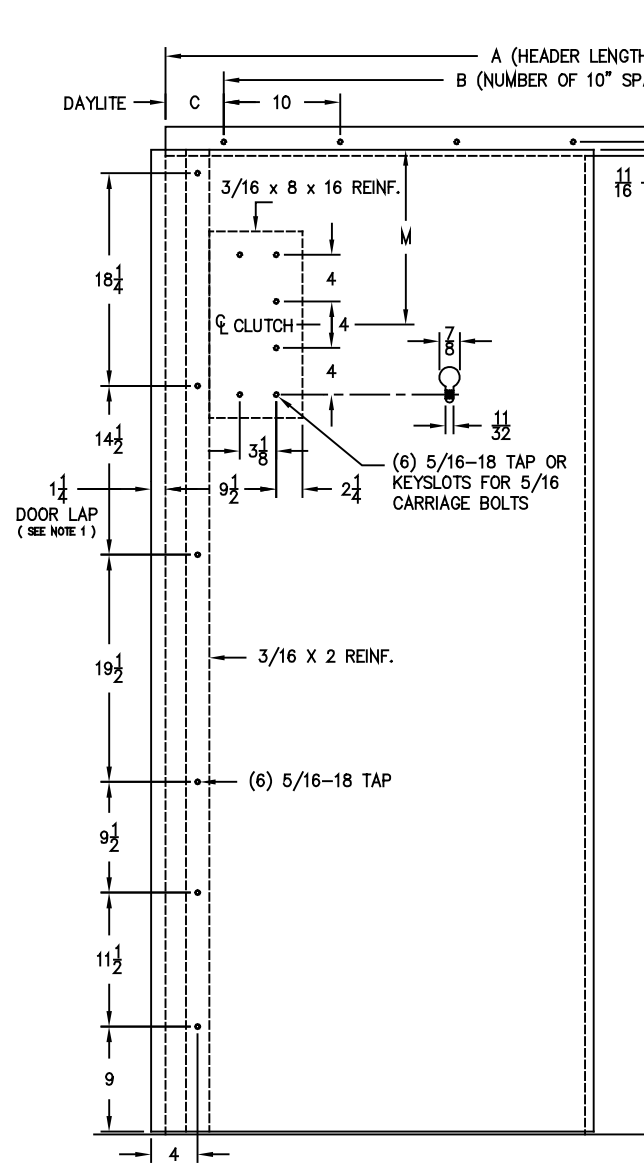 A (HEADER LENGTH
B (NUMBER OF 10" SPA
DAYLITE
C
10
11/16
3/16 x 8 x 16 REINF.
M
18 1/4
4
℄ CLUTCH
4
7/8
4
14 1/2
11/32
3 1/8
(6) 5/16-18 TAP OR
KEYSLOTS FOR 5/16
CARRIAGE BOLTS
1 1/4
9 1/2
2 1/4
DOOR LAP
( SEE NOTE 1 )
19 1/2
3/16 X 2 REINF.
(6) 5/16-18 TAP
9 1/2
11 1/2
9
4